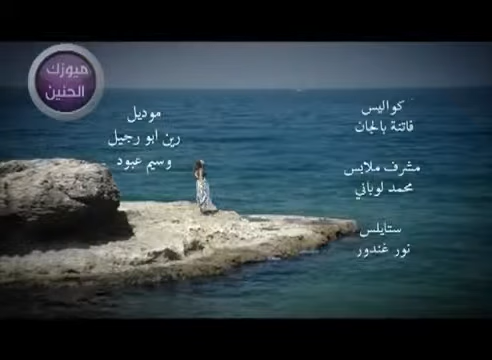 ميوزك
الحنين
كواليس
فاتنة بالجان
مشرف ملابس
محمد لوباني
ستايلس
نور غندور
موديل
رين ابو رجيل
وسيم عبود